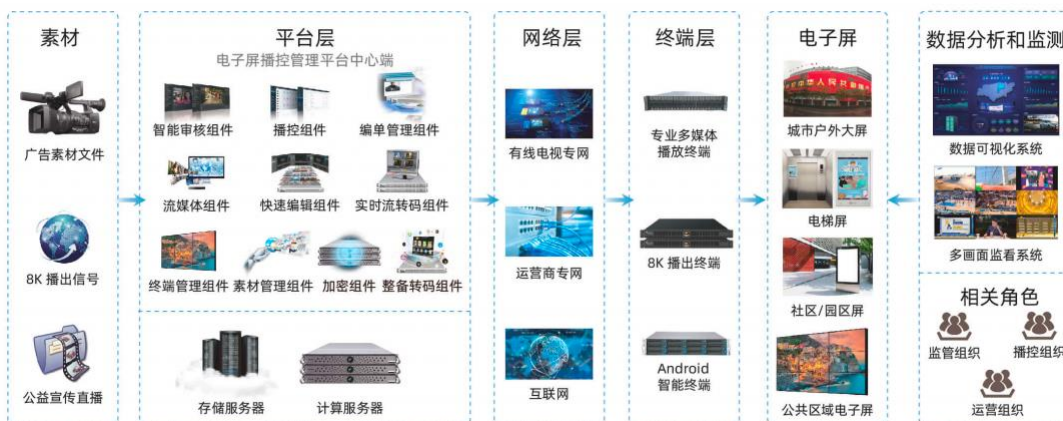 素材
广告素材文件
8K 播出信号
公益宣传直播
平台层
电子屏播控管理平台中心端
智能审核组件
播控组件
编单管理组件
流媒体组件
快速编辑组件
实时流转码组件
终端管理组件
素材管理组件
加密组件
整备转码组件
存储服务器
计算服务器
网络层
有线电视专网
运营商专网
互联网
终端层
专业多媒体
播放终端
8K 播出终端
Android
智能终端
电子屏
城市户外大屏
电梯屏
社区/园区屏
公共区域电子屏
数据分析和监测
数据可视化系统
多画面监看系统
相关角色
监管组织
播控组织
运营组织